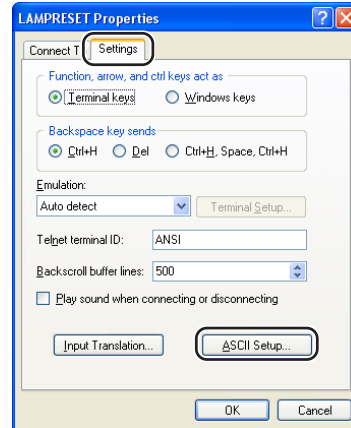 LAMPRESET Properties
Connect T Settings
Function, arrow, and ctrl keys act as
Terminal keys Windows keys
Backspace key sends
Ctrl+H Del Ctrl+H, Space, Ctrl+H
Emulation:
Auto detect Terminal Setup...
Telnet terminal ID: ANSI
Backscroll buffer lines: 500
Play sound when connecting or disconnecting
Input Translation... ASCII Setup...
OK Cancel